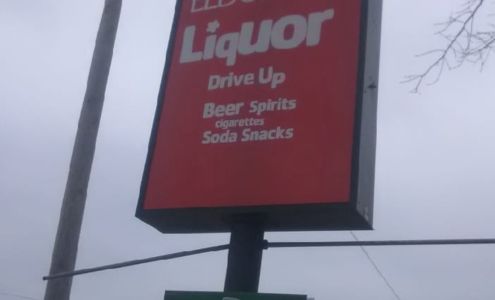 Liquor
Drive Up
Beer Spirits
cigarettes
Soda Snacks